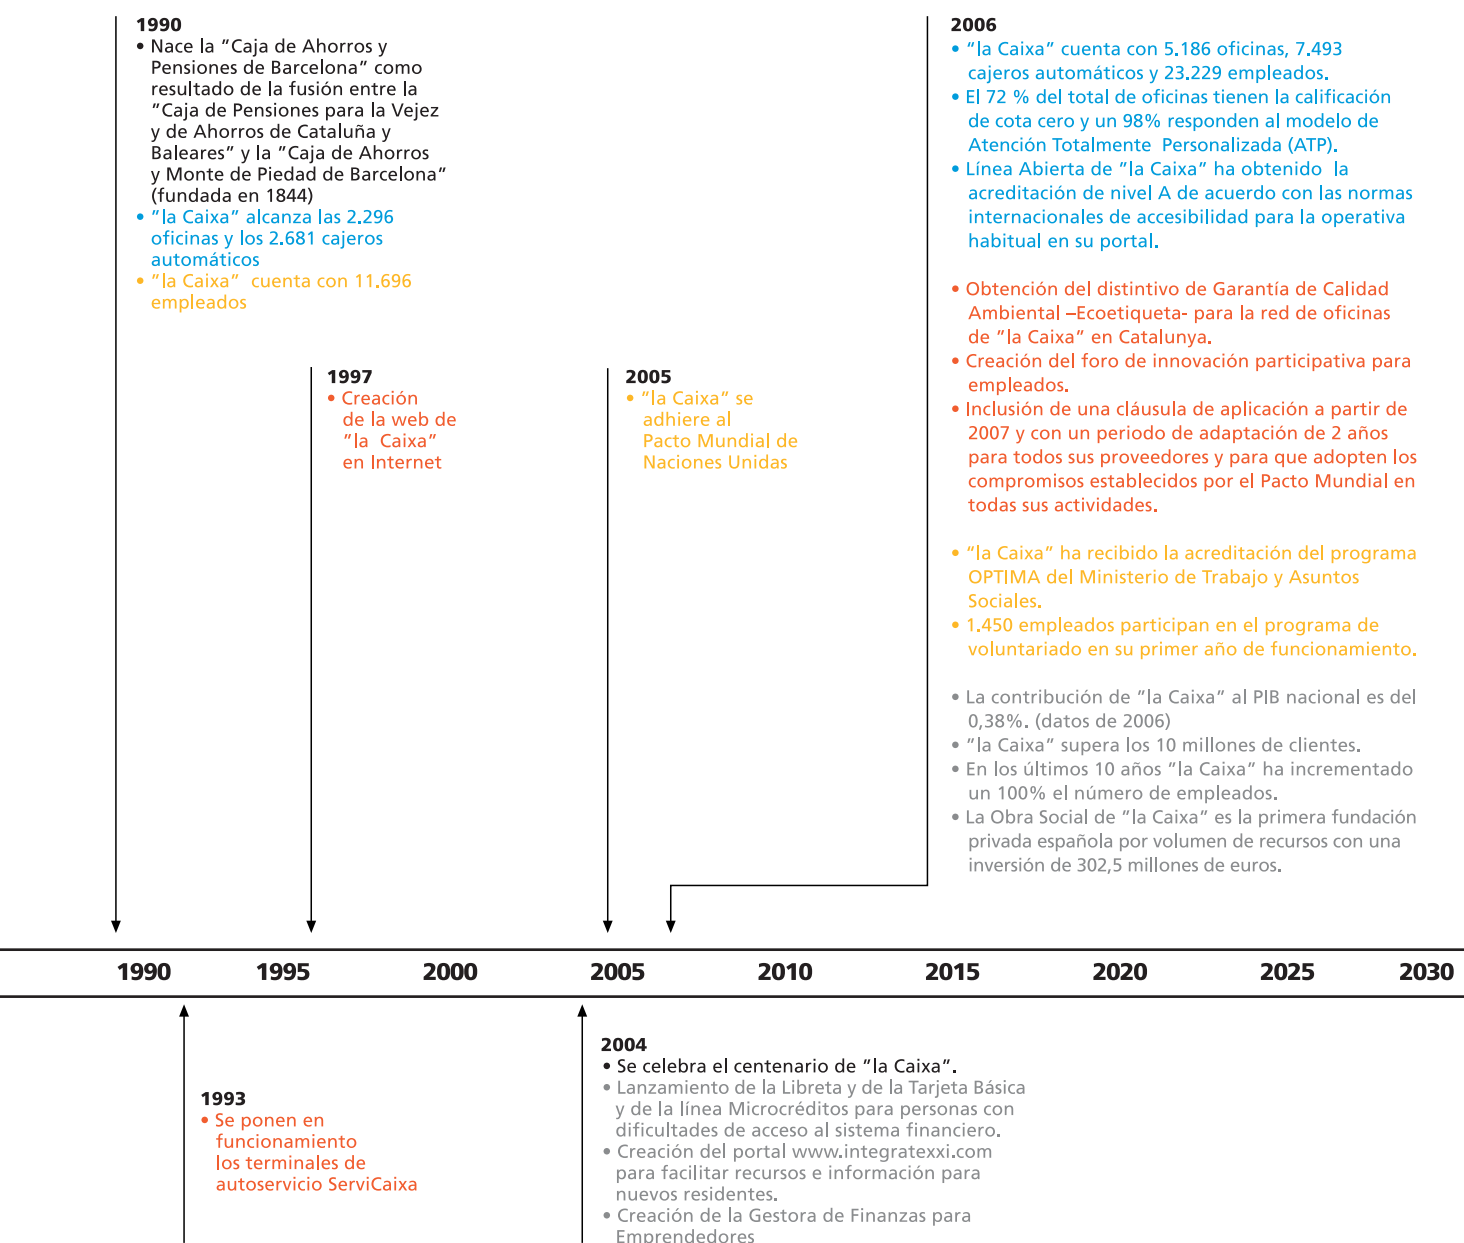 1990
• Nace la "Caja de Ahorros y
Pensiones de Barcelona" como
resultado de la fusión entre la
"Caja de Pensiones para la Vejez
y de Ahorros de Cataluña y
Baleares" y la "Caja de Ahorros
y Monte de Piedad de Barcelona"
(fundada en 1844)
• "la Caixa" alcanza las 2.296
oficinas y los 2.681 cajeros
automáticos
• "la Caixa" cuenta con 11.696
empleados
1997
• Creación
de la web de
"la Caixa"
en Internet
2005
• "la Caixa" se
adhiere al
Pacto Mundial de
Naciones Unidas
2006
• "la Caixa" cuenta con 5.186 oficinas, 7.493
cajeros automáticos y 23.229 empleados.
• El 72 % del total de oficinas tienen la calificación
de cota cero y un 98% responden al modelo de
Atención Totalmente Personalizada (ATP).
• Línea Abierta de "la Caixa" ha obtenido la
acreditación de nivel A de acuerdo con las normas
internacionales de accesibilidad para la operativa
habitual en su portal.
• Obtención del distintivo de Garantía de Calidad
Ambiental –Ecoetiqueta- para la red de oficinas
de "la Caixa" en Catalunya.
• Creación del foro de innovación participativa para
empleados.
• Inclusión de una cláusula de aplicación a partir de
2007 y con un periodo de adaptación de 2 años
para todos sus proveedores y para que adopten los
compromisos establecidos por el Pacto Mundial en
todas sus actividades.
• "la Caixa" ha recibido la acreditación del programa
OPTIMA del Ministerio de Trabajo y Asuntos
Sociales.
• 1.450 empleados participan en el programa de
voluntariado en su primer año de funcionamiento.
• La contribución de "la Caixa" al PIB nacional es del
0,38%. (datos de 2006)
• "la Caixa" supera los 10 millones de clientes.
• En los últimos 10 años "la Caixa" ha incrementado
un 100% el número de empleados.
• La Obra Social de "la Caixa" es la primera fundación
privada española por volumen de recursos con una
inversión de 302,5 millones de euros.
1990 1995 2000 2005 2010 2015 2020 2025 2030
1993
• Se ponen en
funcionamiento
los terminales de
autoservicio ServiCaixa
2004
• Se celebra el centenario de "la Caixa".
• Lanzamiento de la Libreta y de la Tarjeta Básica
y de la línea Microcréditos para personas con
dificultades de acceso al sistema financiero.
• Creación del portal www.integratexxi.com
para facilitar recursos e información para
nuevos residentes.
• Creación de la Gestora de Finanzas para
Emprendedores